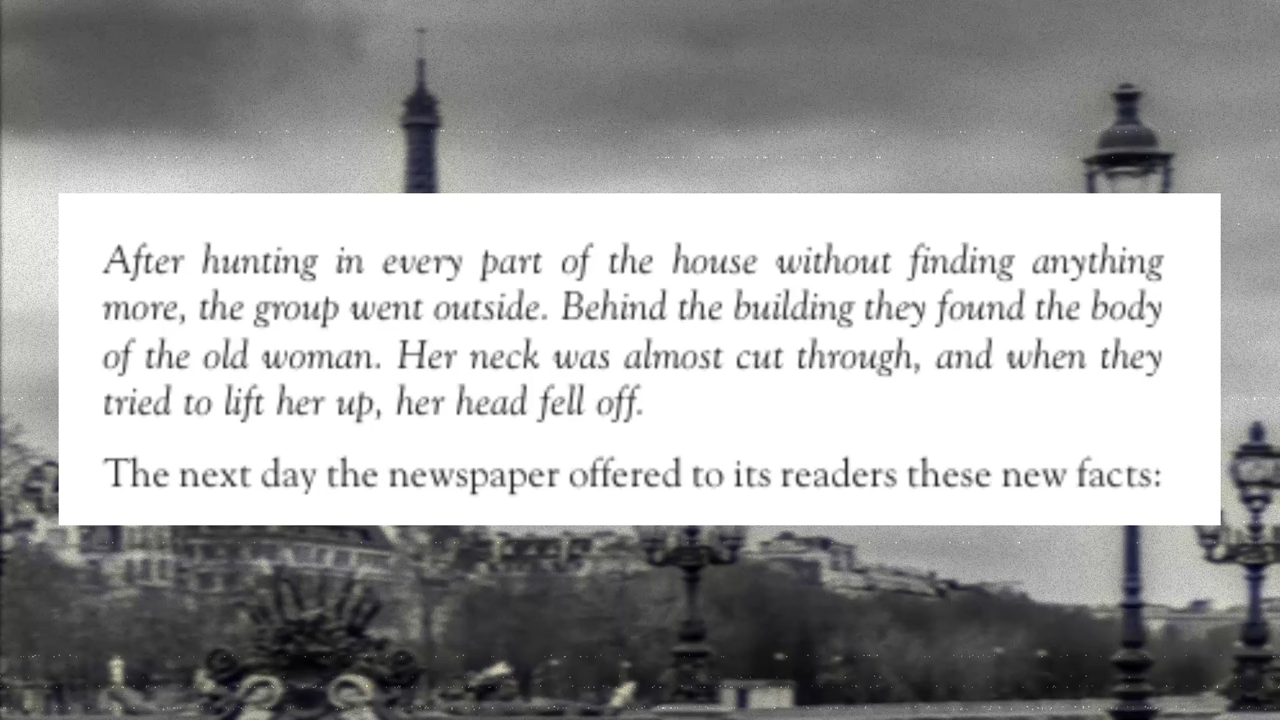 After hunting in every part of the house without finding anything
more, the group went outside. Behind the building they found the body
of the old woman. Her neck was almost cut through, and when they
tried to lift her up, her head fell off.
The next day the newspaper offered to its readers these new facts: